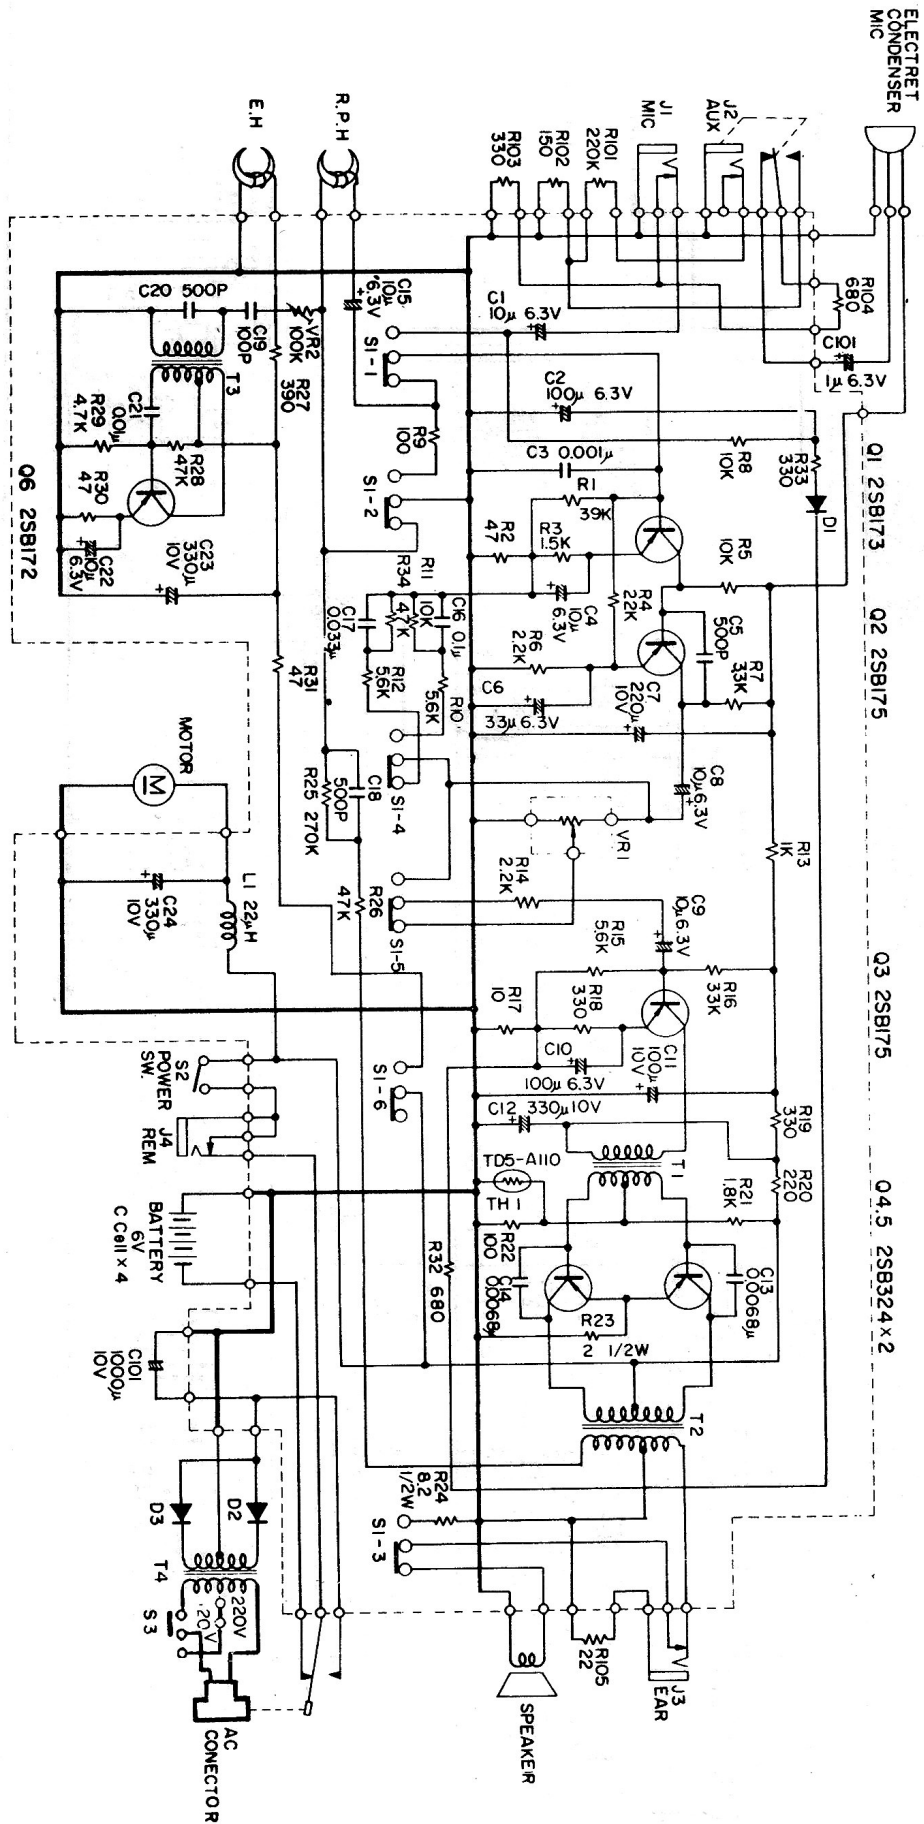 ELECTRET
CONDENSER
MIC
J2
AUX
J1
MIC
R.P.H
E.H
R104
680
C101
1μ 6.3V
R101
220K
R102
150
R103
330
Q1 2SB173
Q2 2SB175
Q3 2SB175
Q4.5 2SB324×2
Q6 2SB172
R33
330
D1
R8
10K
C1
10μ 6.3V
C2
100μ 6.3V
C3 0.001μ
R1
39K
R2
47
R3
1.5K
C4
10μ
6.3V
R4
22K
R5
10K
R6
2.2K
C5
500P
R7
3.3K
C6
33μ 6.3V
C7
220μ
10V
C8
10μ 6.3V
VR1
R13
1K
R14
2.2K
C9
10μ 6.3V
R15
5.6K
R16
33K
R17
10
R18
330
C10
100μ 6.3V
C11
100μ
10V
C12 330μ 10V
R19
330
R20
220
R21
1.8K
T1
TD5-A110
TH1
R22
100
C14
0.0068μ
C13
0.0068μ
R23
2 1/2W
T2
R32
680
R24
8.2
1/2W
S1-3
R105
22
J3
EAR
SPEAKER
C15
10μ
6.3V
S1-1
R9
100
S1-2
R11
10K
R34
4.7K
C16 0.1μ
C17
0.033μ
R12
5.6K
R10
5.6K
S1-4
C18
500P
R25 270K
R26
47K
S1-5
S1-6
C20 500P
C19
100P
VR2
100K
R27
390
T3
C21
0.01μ
R29
4.7K
R28
47K
R30
47
C22
10μ
6.3V
C23
330μ
10V
R31
47
MOTOR
M
L1 22μH
C24
330μ
10V
S2
POWER
SW.
J4
REM
BATTERY
6V
C Cell × 4
C101
1000μ
10V
D3
D2
T4
220V
S3
AC
CONECTOR